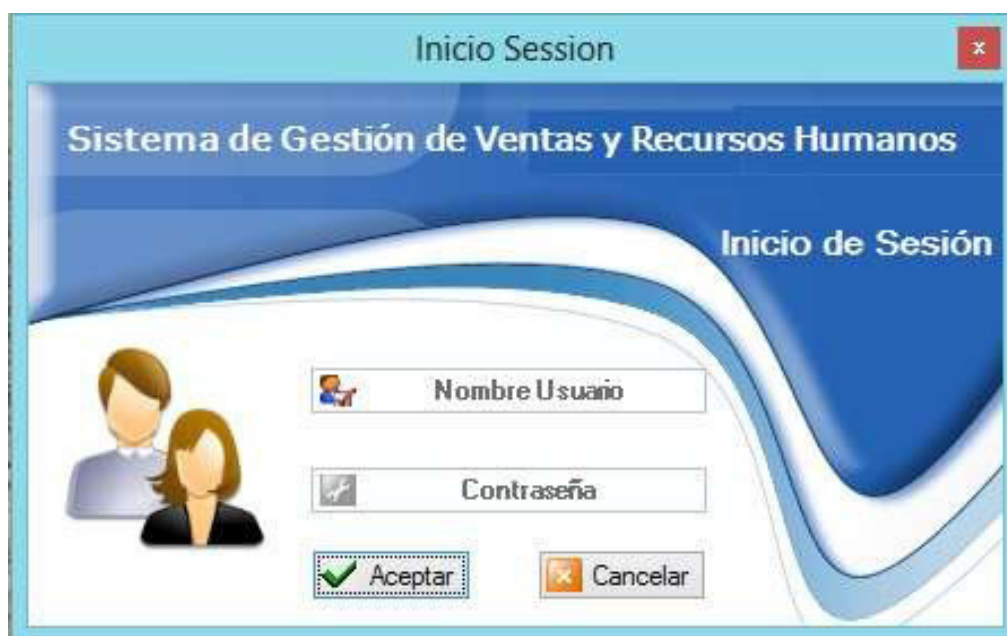 Inicio Session
x
Sistema de Gestión de Ventas y Recursos Humanos
Inicio de Sesión
Nombre Usuario
Contraseña
Aceptar
Cancelar